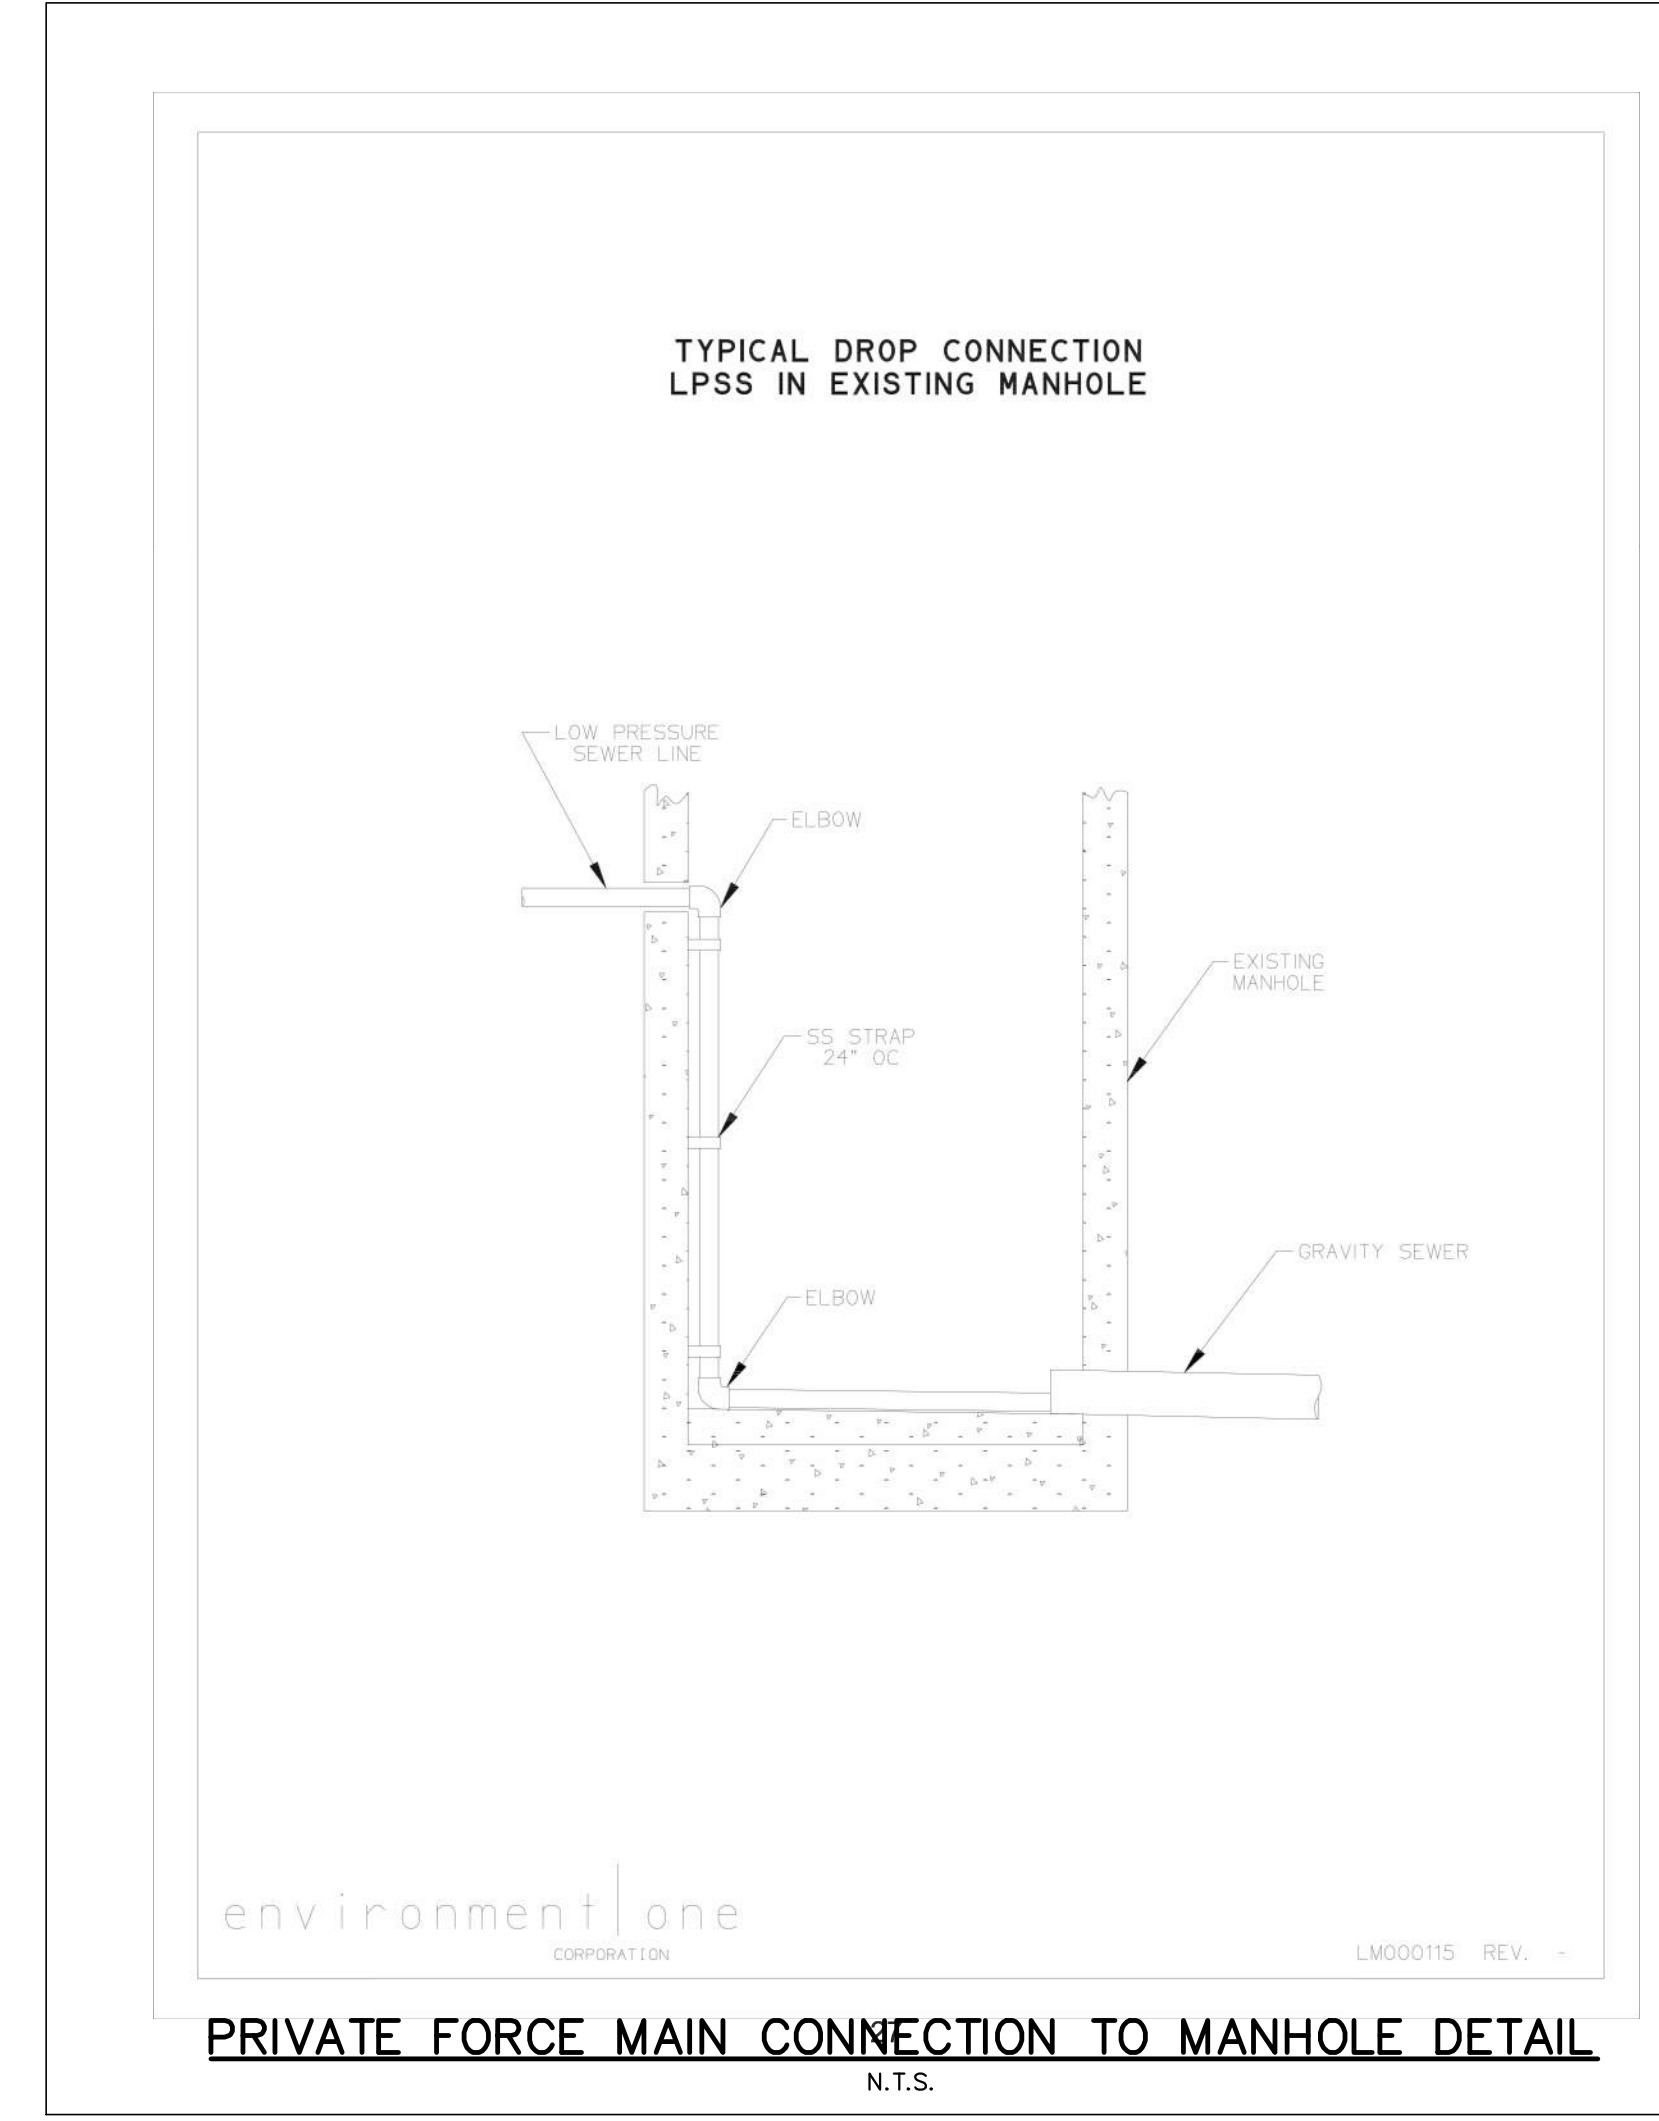 TYPICAL DROP CONNECTION
LPSS IN EXISTING MANHOLE
LOW PRESSURE
SEWER LINE
ELBOW
EXISTING
MANHOLE
SS STRAP
24" OC
GRAVITY SEWER
ELBOW
environment one
CORPORATION
LM000115 REV. -
PRIVATE FORCE MAIN CONNECTION TO MANHOLE DETAIL
27
N.T.S.